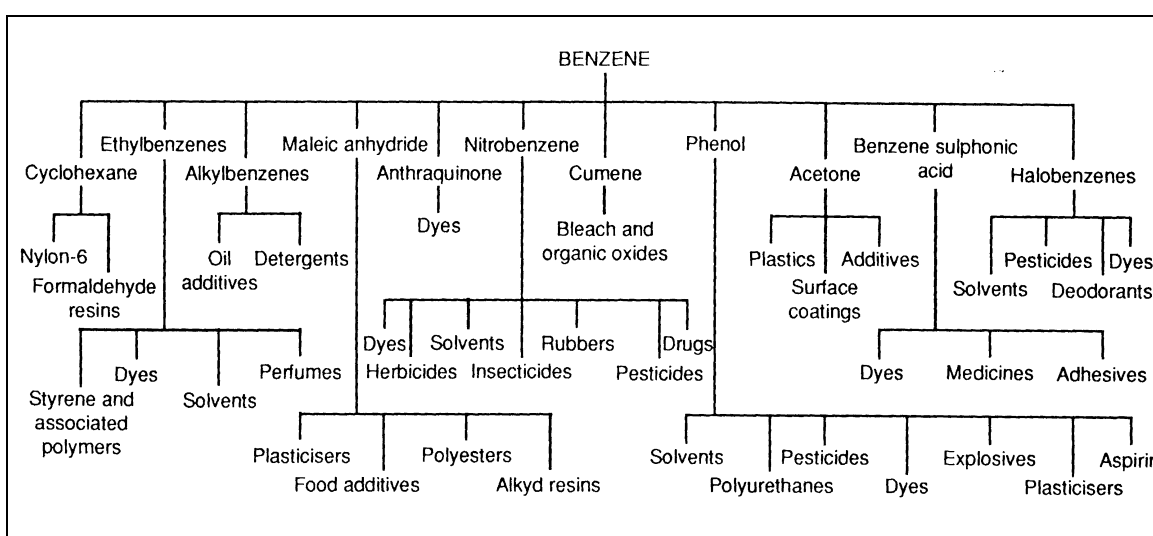 BENZENE
Ethylbenzenes
Maleic anhydride
Nitrobenzene
Phenol
Benzene sulphonic
acid
Cyclohexane
Alkylbenzenes
Anthraquinone
Cumene
Acetone
Halobenzenes
Dyes
Bleach and
organic oxides
Nylon-6
Formaldehyde
resins
Oil
additives
Detergents
Plastics
Additives
Surface
coatings
Pesticides
Dyes
Solvents
Deodorants
Dyes
Solvents
Rubbers
Drugs
Herbicides
Insecticides
Pesticides
Dyes
Perfumes
Styrene and
associated
polymers
Solvents
Dyes
Medicines
Adhesives
Plasticisers
Polyesters
Food additives
Alkyd resins
Solvents
Pesticides
Explosives
Aspirin
Polyurethanes
Dyes
Plasticisers